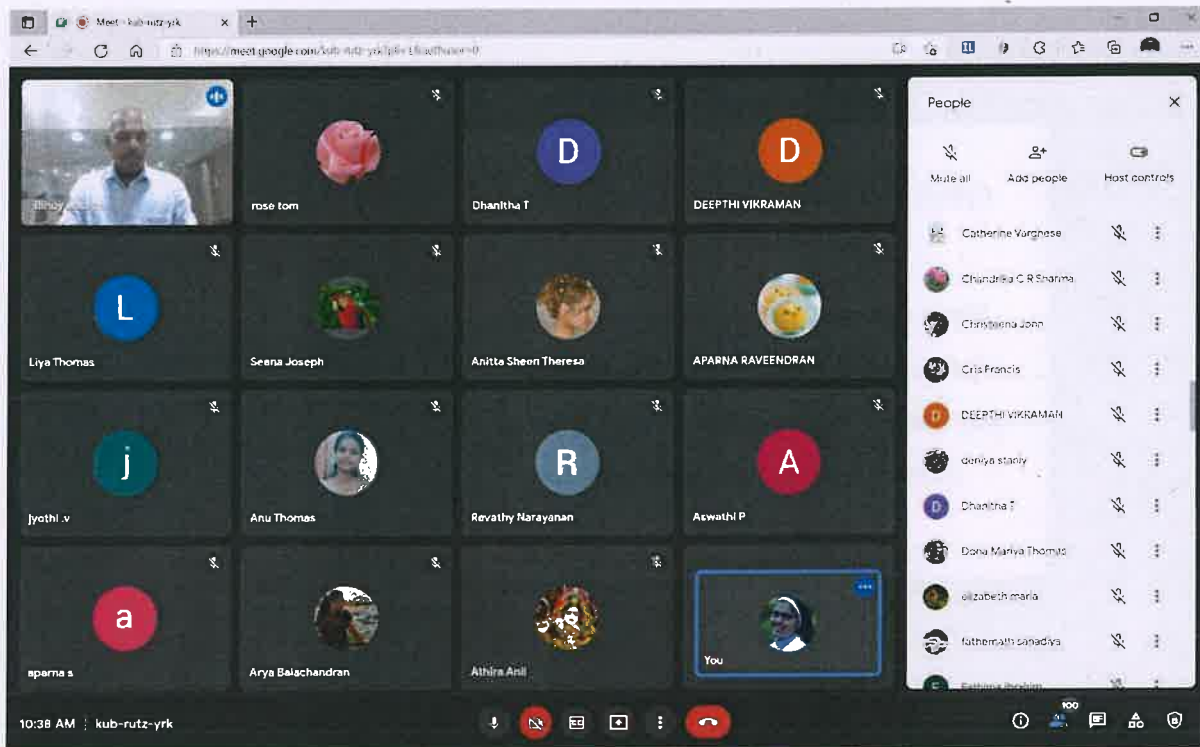 Meet - kub-rutz-yrk
rose tom
Dhanitha T
DEEPTHI VIKRAMAN
Liya Thomas
Seena Joseph
Anitta Sheen Theresa
APARNA RAVEENDRAN
jyothi .v
Anu Thomas
Revathy Narayanan
Aswathi P
aparna s
Arya Balachandran
Athira Anil
You
L
D
D
j
R
A
a
People
Mute all
Add people
Host controls
Catherine Varghese
Chandrika C R Sharma
Christeena John
Cris Francis
D DEEPTHI VIKRAMAN
deniya stanly
D Dhanitha T
Dona Mariya Thomas
elizabeth maria
10:38 AM | kub-rutz-yrk
100